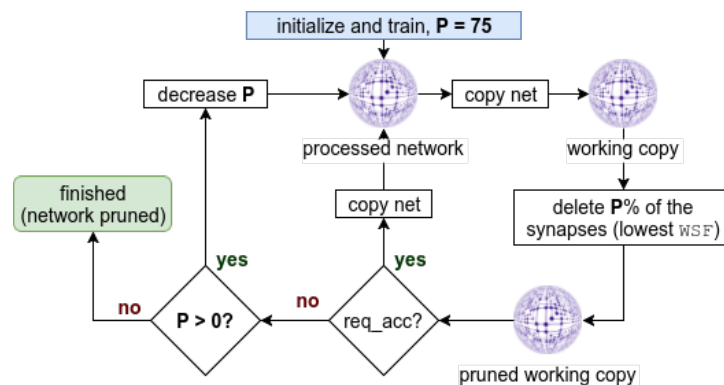 initialize and train, P = 75
decrease P
copy net
processed network
working copy
finished
(network pruned)
copy net
delete P% of the
synapses (lowest WSF)
yes
yes
no
no
P > 0?
req_acc?
pruned working copy